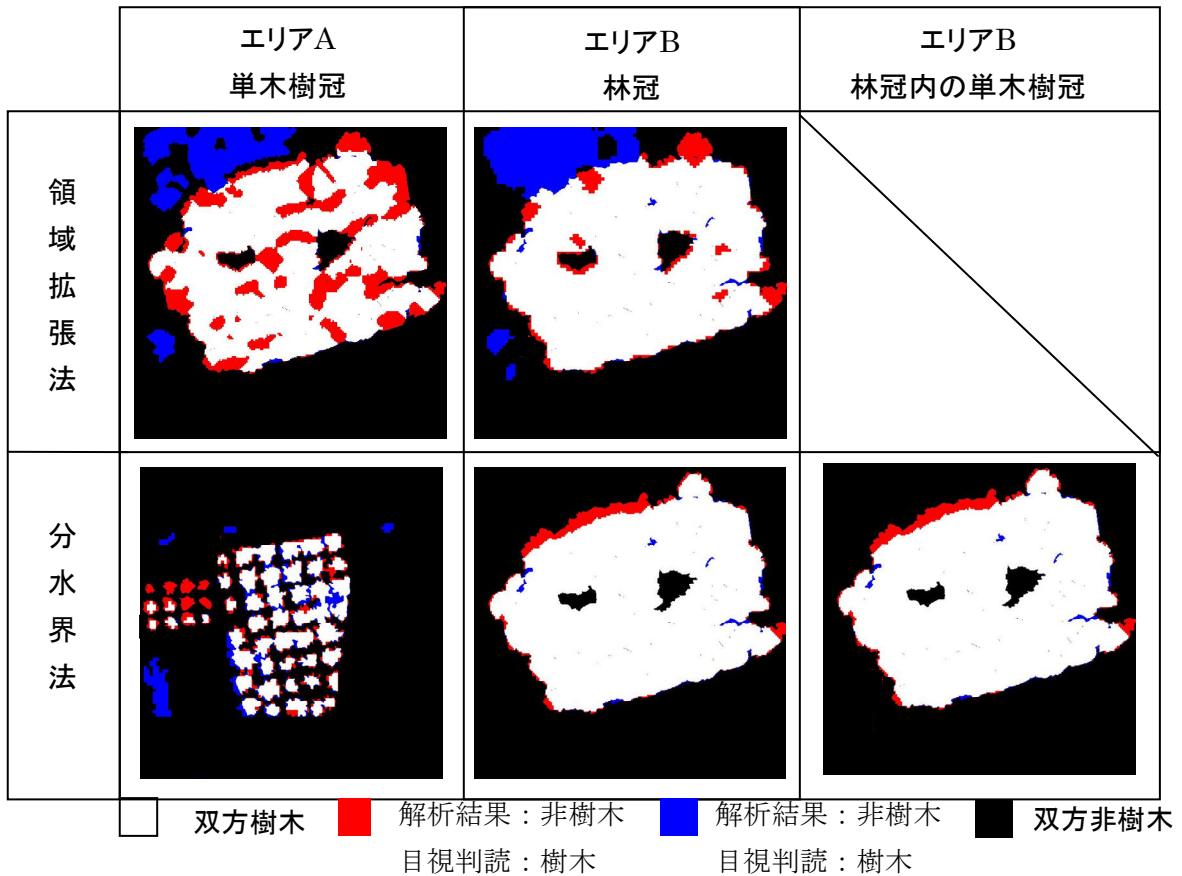 エリアA
単木樹冠
エリアB
林冠
エリアB
林冠内の単木樹冠
領域拡張法
分水界法
双方樹木
解析結果：非樹木
目視判読：樹木
解析結果：非樹木
目視判読：樹木
双方非樹木